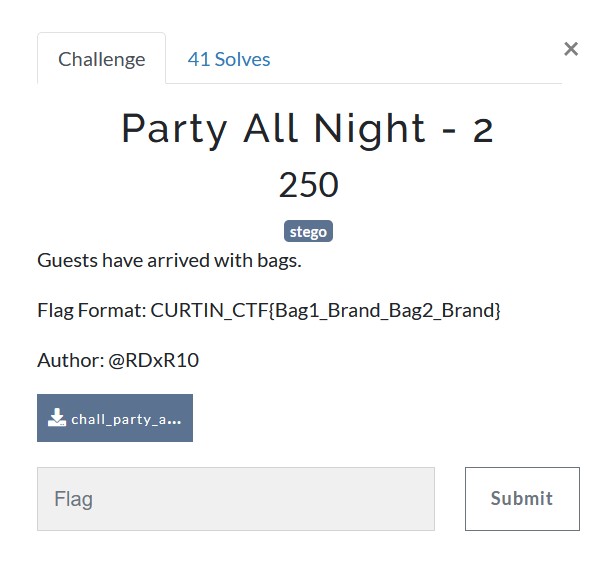 Challenge
41 Solves
×
Party All Night - 2
250
stego
Guests have arrived with bags.
Flag Format: CURTIN_CTF{Bag1_Brand_Bag2_Brand}
Author: @RDxR10
chall_party_a...
Flag
Submit